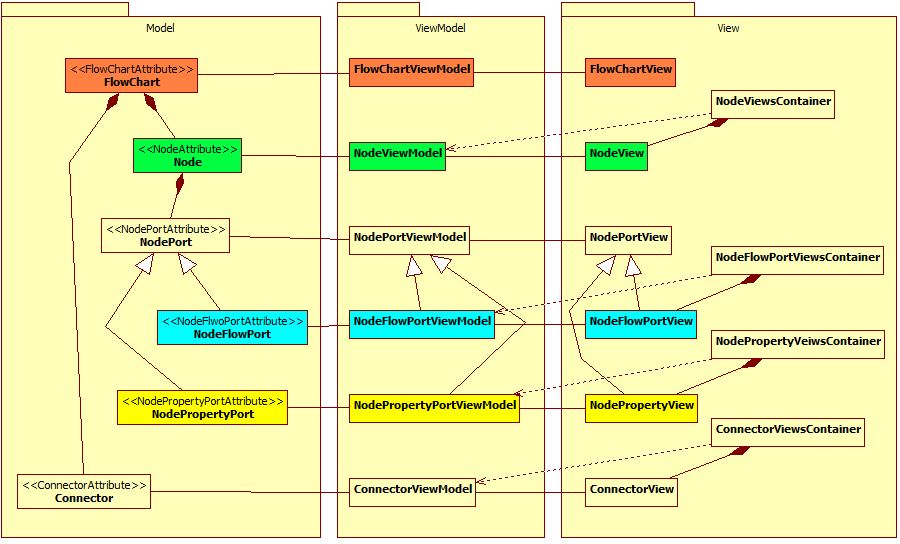 Model
ViewModel
View
<<FlowChartAttribute>>
FlowChart
FlowChartViewModel
FlowChartView
NodeViewsContainer
<<NodeAttribute>>
Node
NodeViewModel
NodeView
<<NodePortAttribute>>
NodePort
NodePortViewModel
NodePortView
NodeFlowPortViewsContainer
<<NodeFlwoPortAttribute>>
NodeFlowPort
NodeFlowPortViewModel
NodeFlowPortView
NodePropertyVeiwsContainer
<<NodePropertyPortAttribute>>
NodePropertyPort
NodePropertyPortViewModel
NodePropertyView
ConnectorViewsContainer
<<ConnectorAttribute>>
Connector
ConnectorViewModel
ConnectorView